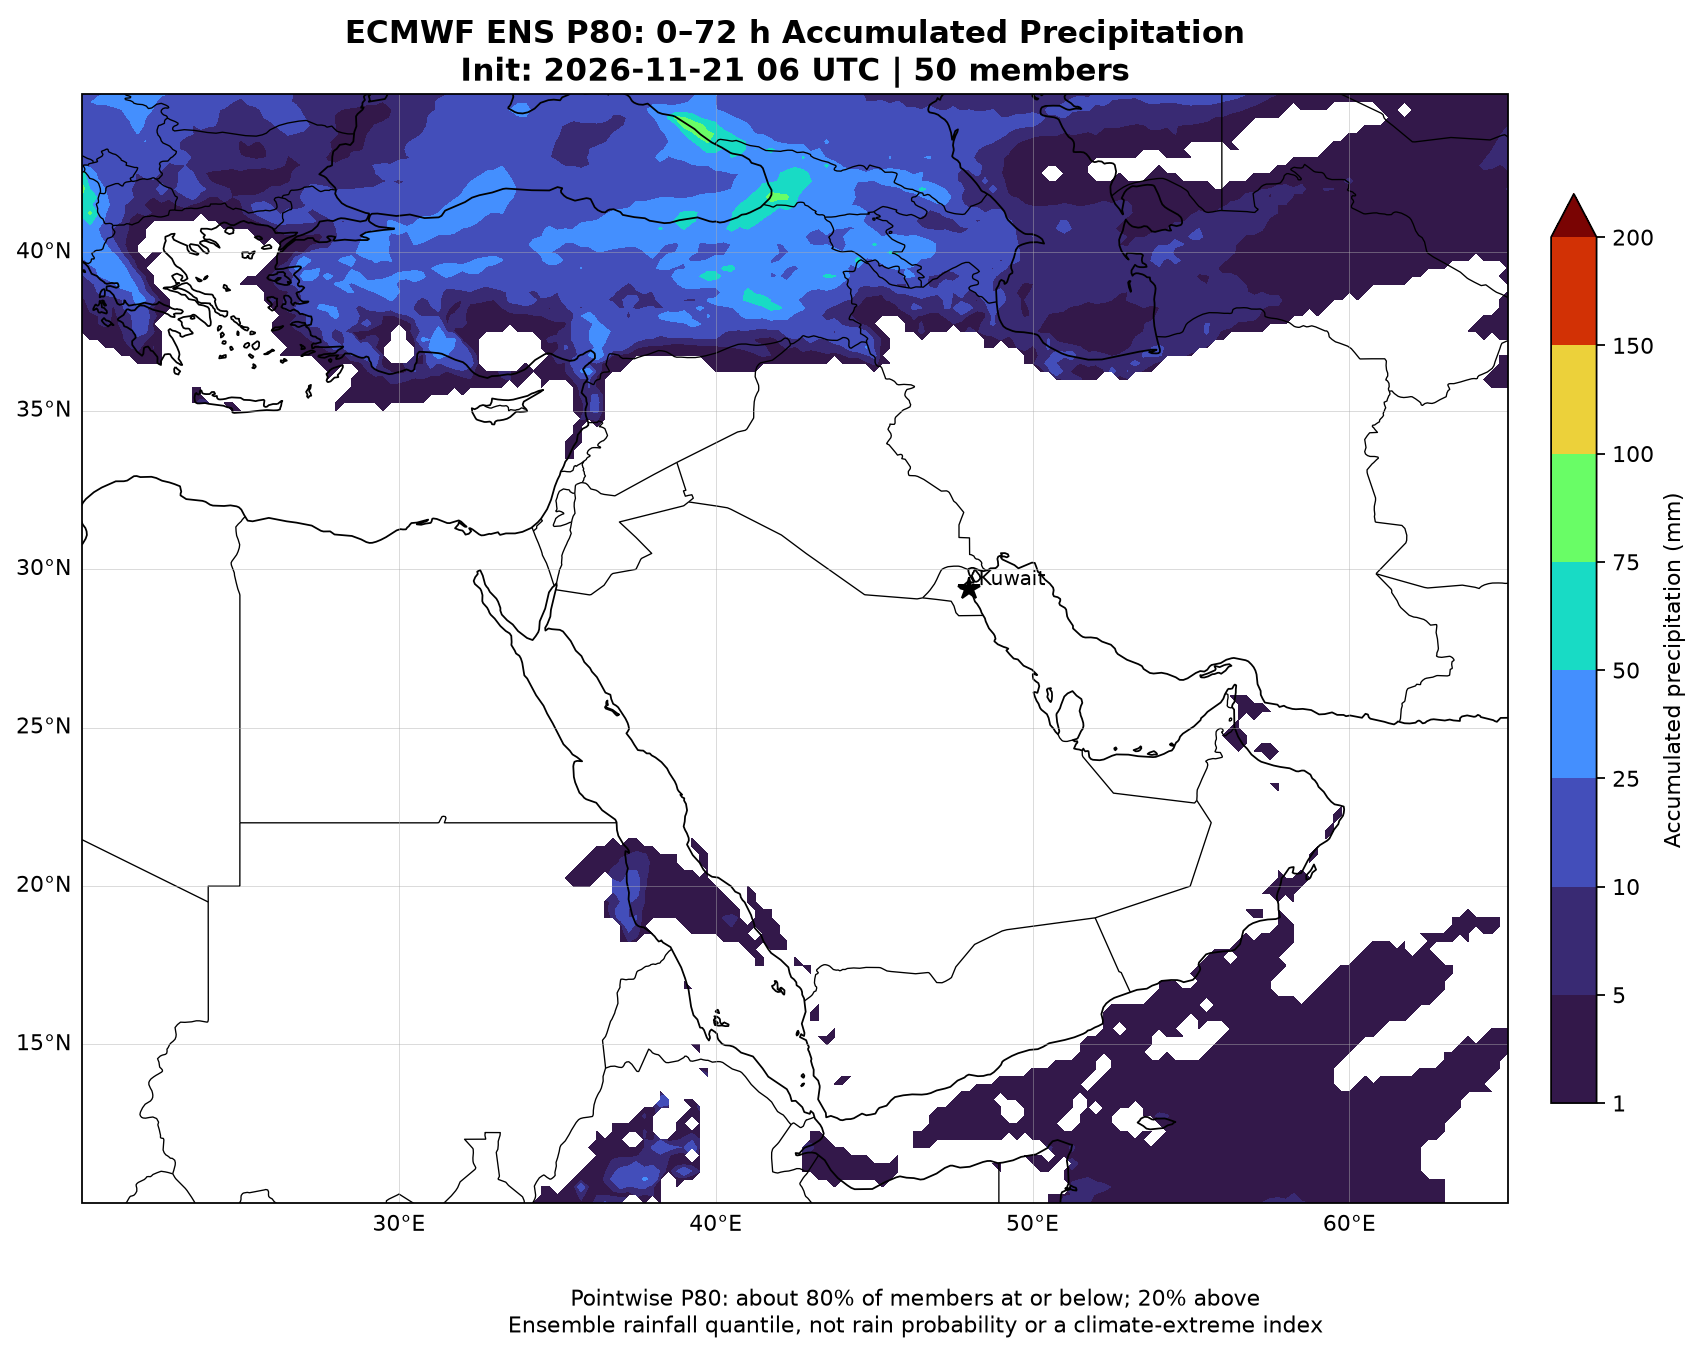 ECMWF ENS P80: 0–72 h Accumulated Precipitation
Init: 2026-11-21 06 UTC | 50 members
40°N
35°N
30°N
25°N
20°N
15°N
30°E
40°E
50°E
60°E
Kuwait
200
150
100
75
50
25
10
5
1
Accumulated precipitation (mm)
Pointwise P80: about 80% of members at or below; 20% above
Ensemble rainfall quantile, not rain probability or a climate-extreme index